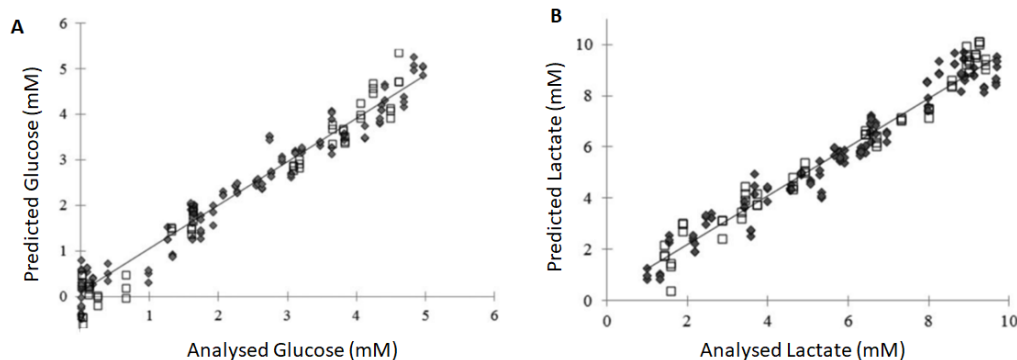 A
Predicted Glucose (mM)
6
5
4
3
2
1
0
1 2 3 4 5 6
Analysed Glucose (mM)
B
Predicted Lactate (mM)
10
8
6
4
2
0
0 2 4 6 8 10
Analysed Lactate (mM)